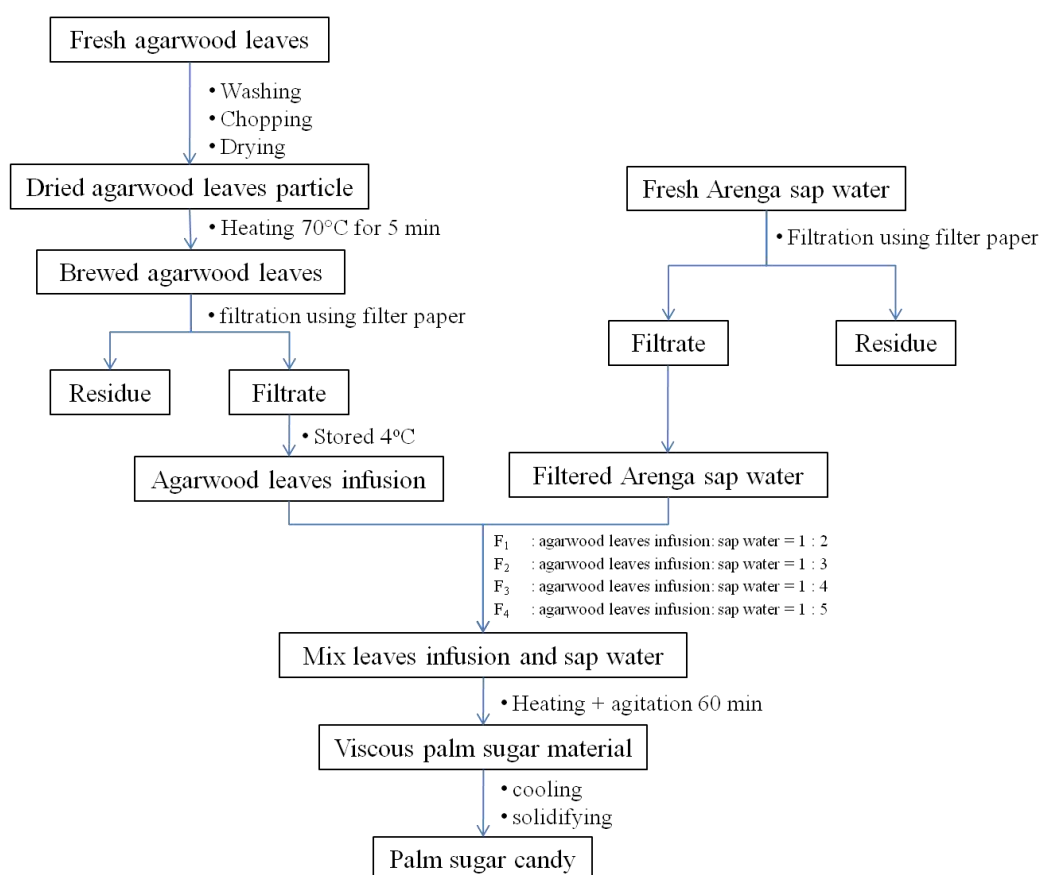 Fresh agarwood leaves
• Washing
• Chopping
• Drying
Dried agarwood leaves particle
• Heating 70°C for 5 min
Brewed agarwood leaves
• filtration using filter paper
Residue
Filtrate
• Stored 4ºC
Agarwood leaves infusion
Fresh Arenga sap water
• Filtration using filter paper
Filtrate
Residue
Filtered Arenga sap water
F₁ : agarwood leaves infusion: sap water = 1 : 2
F₂ : agarwood leaves infusion: sap water = 1 : 3
F₃ : agarwood leaves infusion: sap water = 1 : 4
F₄ : agarwood leaves infusion: sap water = 1 : 5
Mix leaves infusion and sap water
• Heating + agitation 60 min
Viscous palm sugar material
• cooling
• solidifying
Palm sugar candy